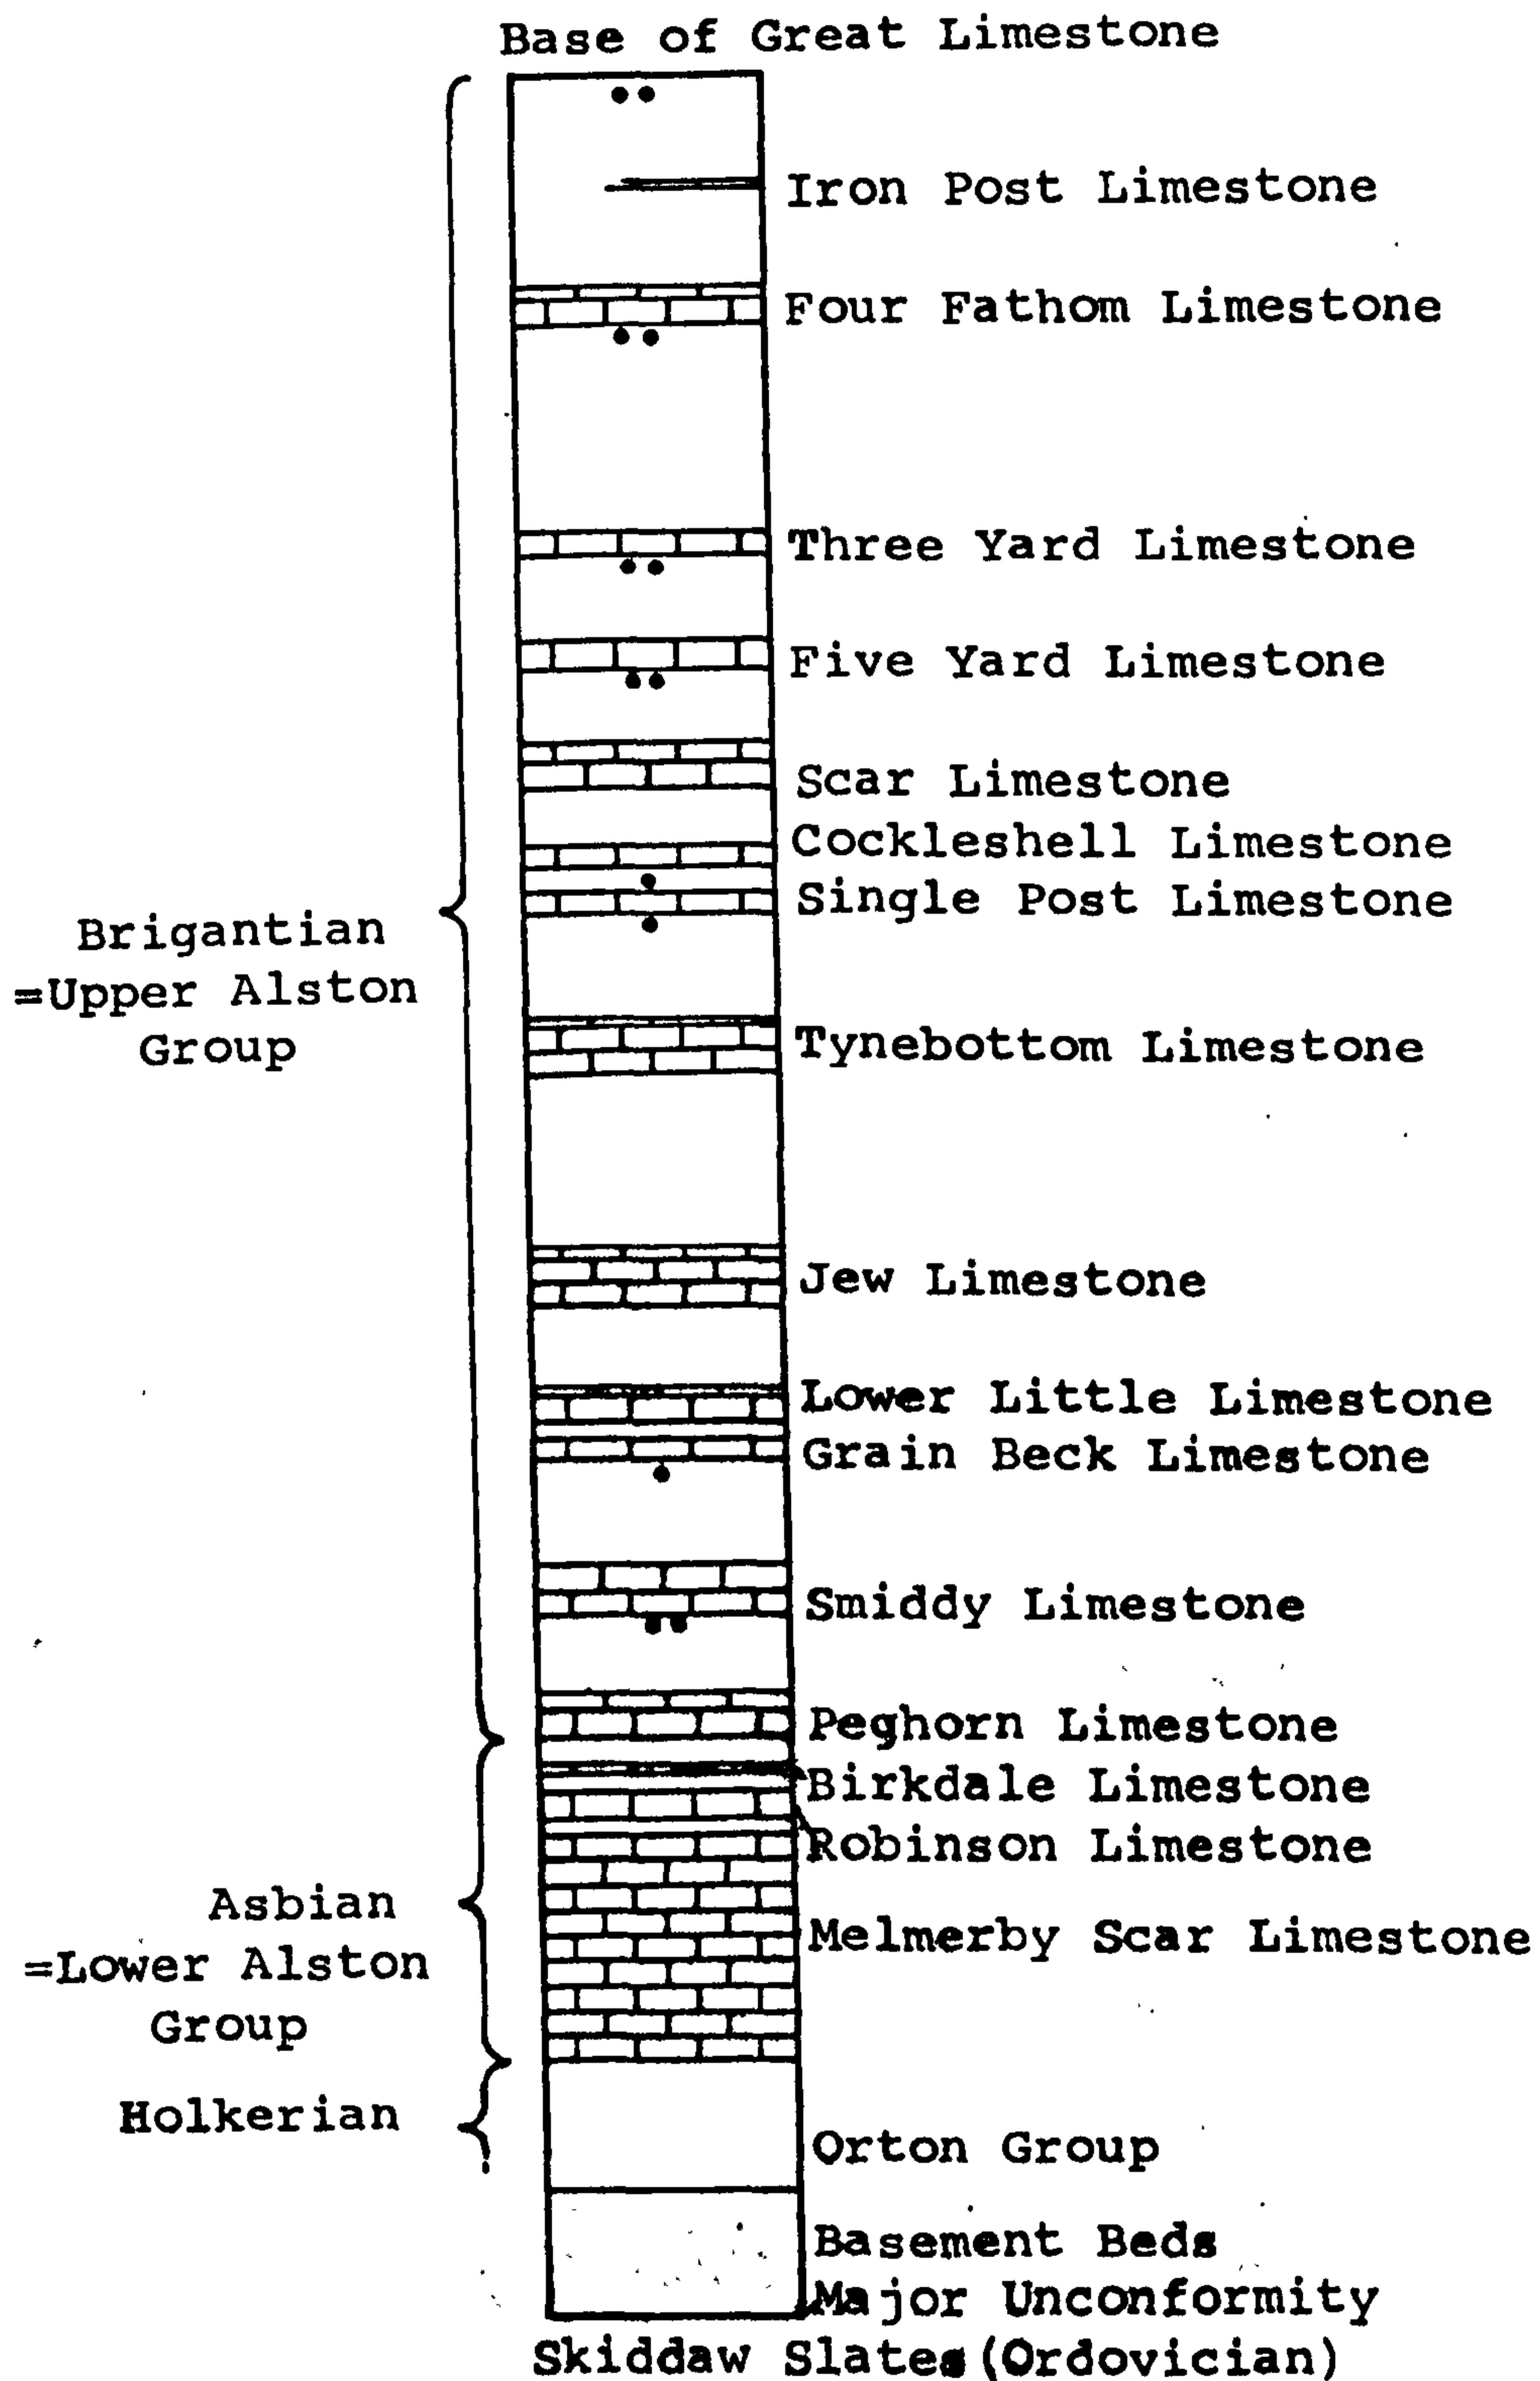 Base of Great Limestone
Iron Post Limestone
Four Fathom Limestone
Three Yard Limestone
Five Yard Limestone
Scar Limestone
Cockleshell Limestone
Single Post Limestone
Brigantian
=Upper Alston
Group
Tynebottom Limestone
Jew Limestone
Lower Little Limestone
Grain Beck Limestone
Smiddy Limestone
Peghorn Limestone
Birkdale Limestone
Robinson Limestone
Asbian
=Lower Alston
Group
Melmerby Scar Limestone
Holkerian
Orton Group
Basement Beds
Major Unconformity
Skiddaw Slates (Ordovician)